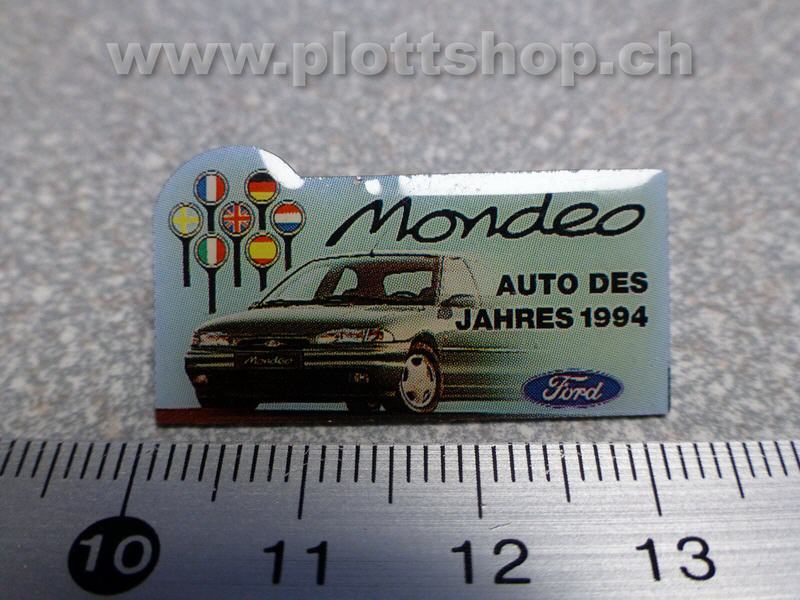 www.plottshop.ch
Mondeo
AUTO DES
JAHRES 1994
Mondeo
Ford
10 11 12 13